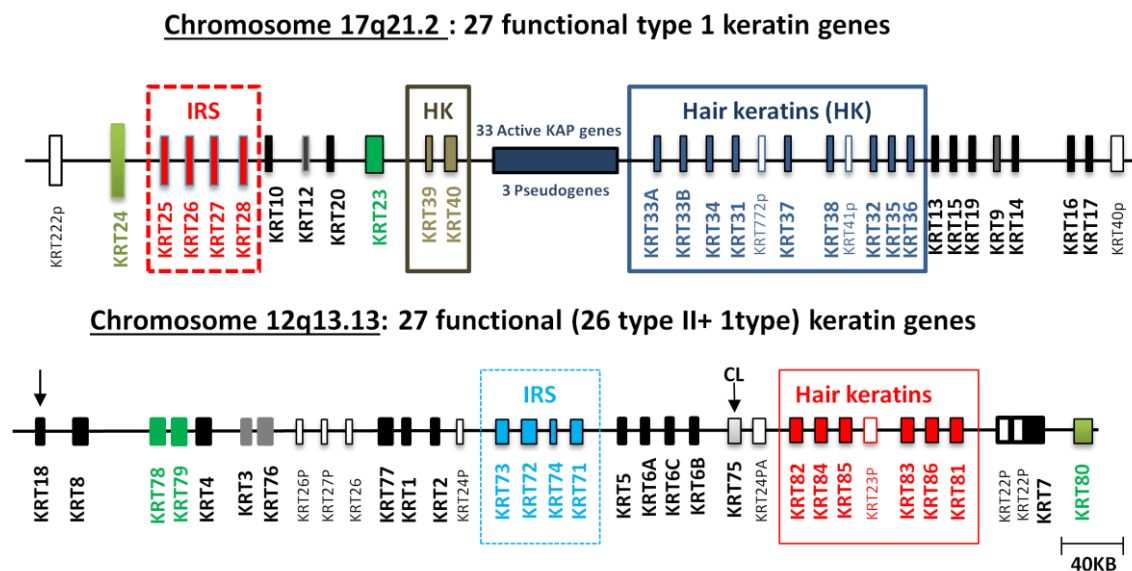 Chromosome 17q21.2 : 27 functional type 1 keratin genes
IRS
HK
33 Active KAP genes
3 Pseudogenes
Hair keratins (HK)
KRT222p
KRT24
KRT25
KRT26
KRT27
KRT28
KRT10
KRT12
KRT20
KRT23
KRT39
KRT40
KRT33A
KRT33B
KRT34
KRT31
KRT772p
KRT37
KRT38
KRT41p
KRT32
KRT35
KRT36
KRT13
KRT15
KRT19
KRT9
KRT14
KRT16
KRT17
KRT40p
Chromosome 12q13.13: 27 functional (26 type II+ 1type) keratin genes
IRS
CL
Hair keratins
KRT18
KRT8
KRT78
KRT79
KRT4
KRT3
KRT76
KRT26P
KRT27P
KRT26
KRT77
KRT1
KRT2
KRT24P
KRT73
KRT72
KRT74
KRT71
KRT5
KRT6A
KRT6C
KRT6B
KRT75
KRT24PA
KRT82
KRT84
KRT85
KRT23P
KRT83
KRT86
KRT81
KRT22P
KRT22P
KRT7
KRT80
40KB